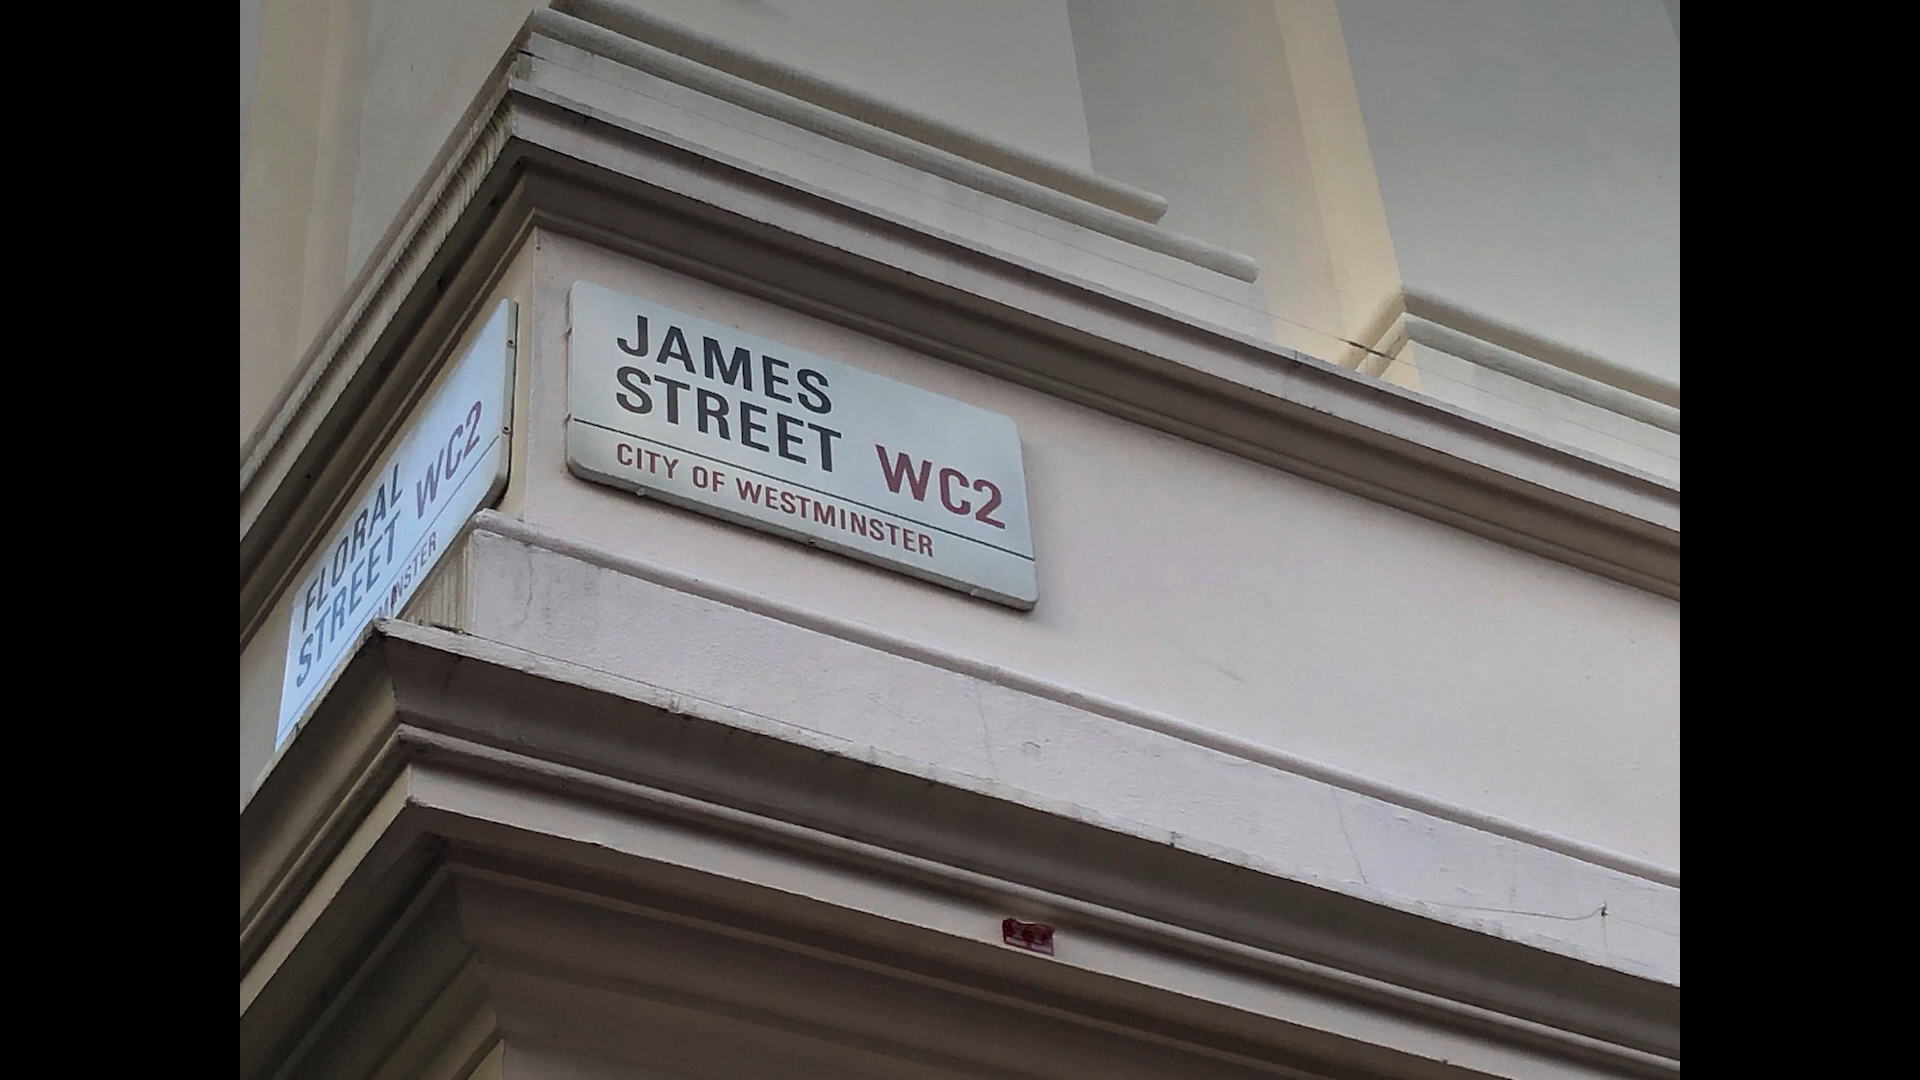 JAMES
STREET WC2
CITY OF WESTMINSTER
FLORAL
STREET WC2